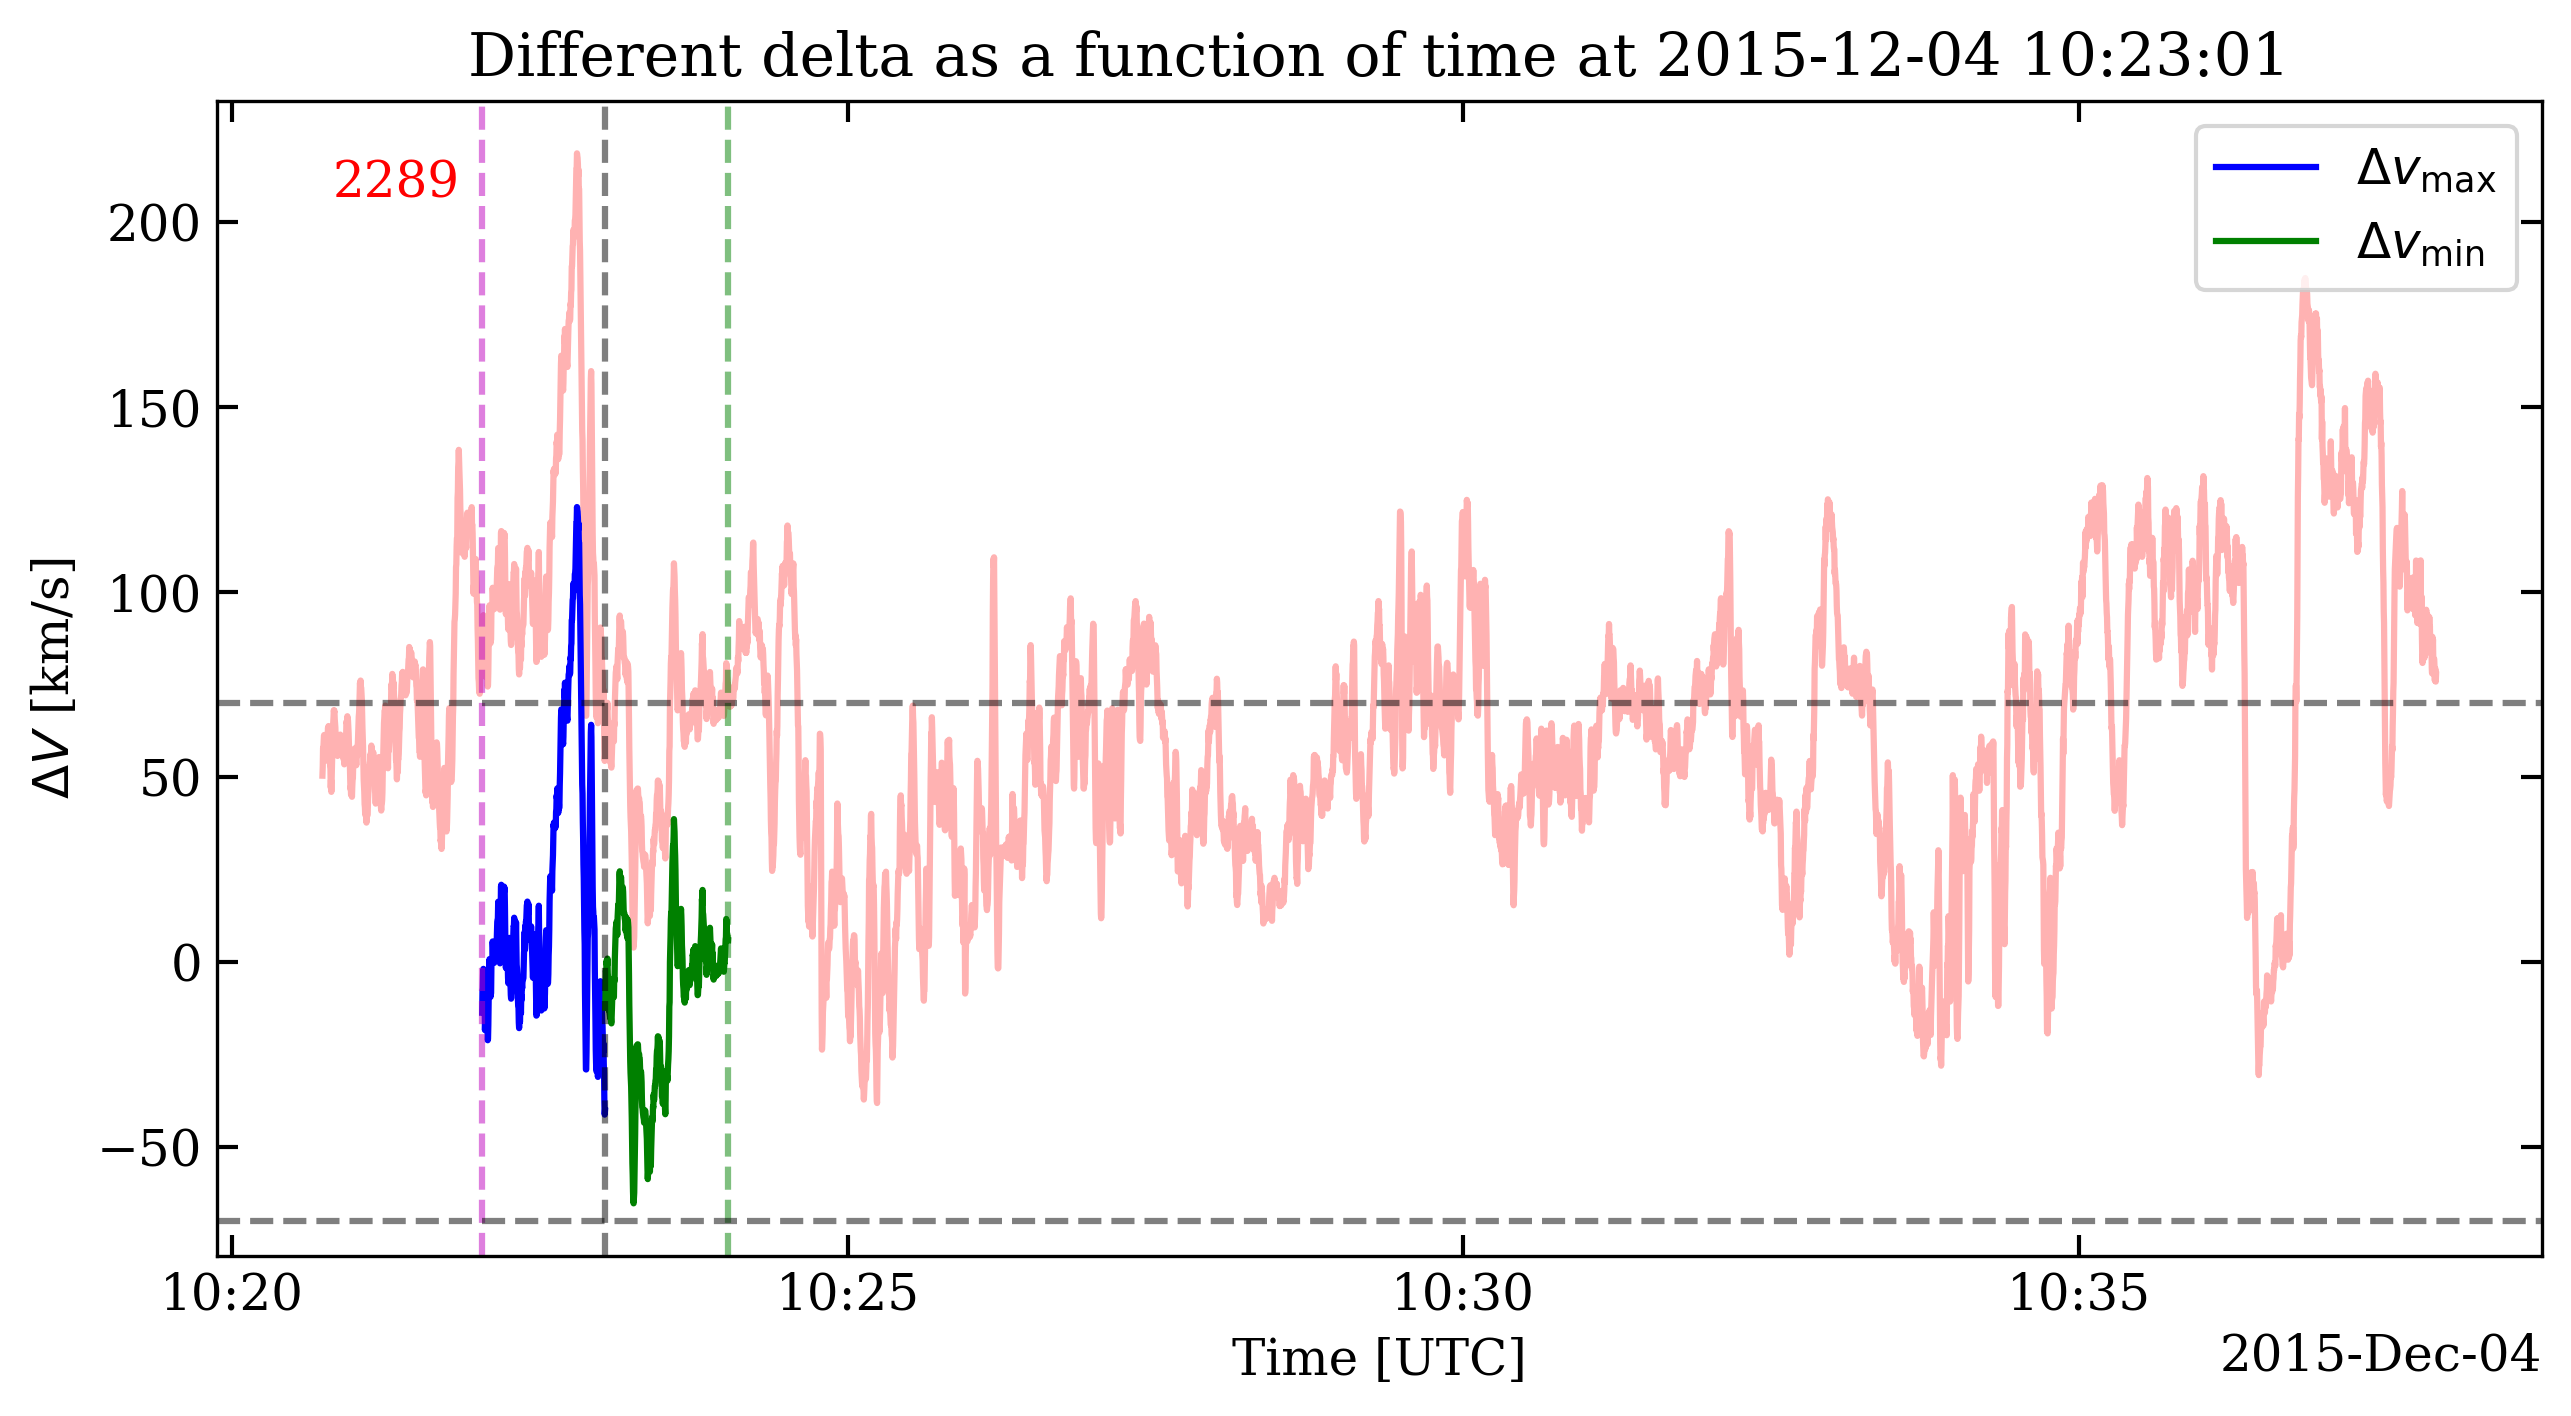 Different delta as a function of time at 2015-12-04 10:23:01
2289
Δv_max
Δv_min
200
150
100
50
0
−50
ΔV [km/s]
10:20 10:25 10:30 10:35
Time [UTC]
2015-Dec-04